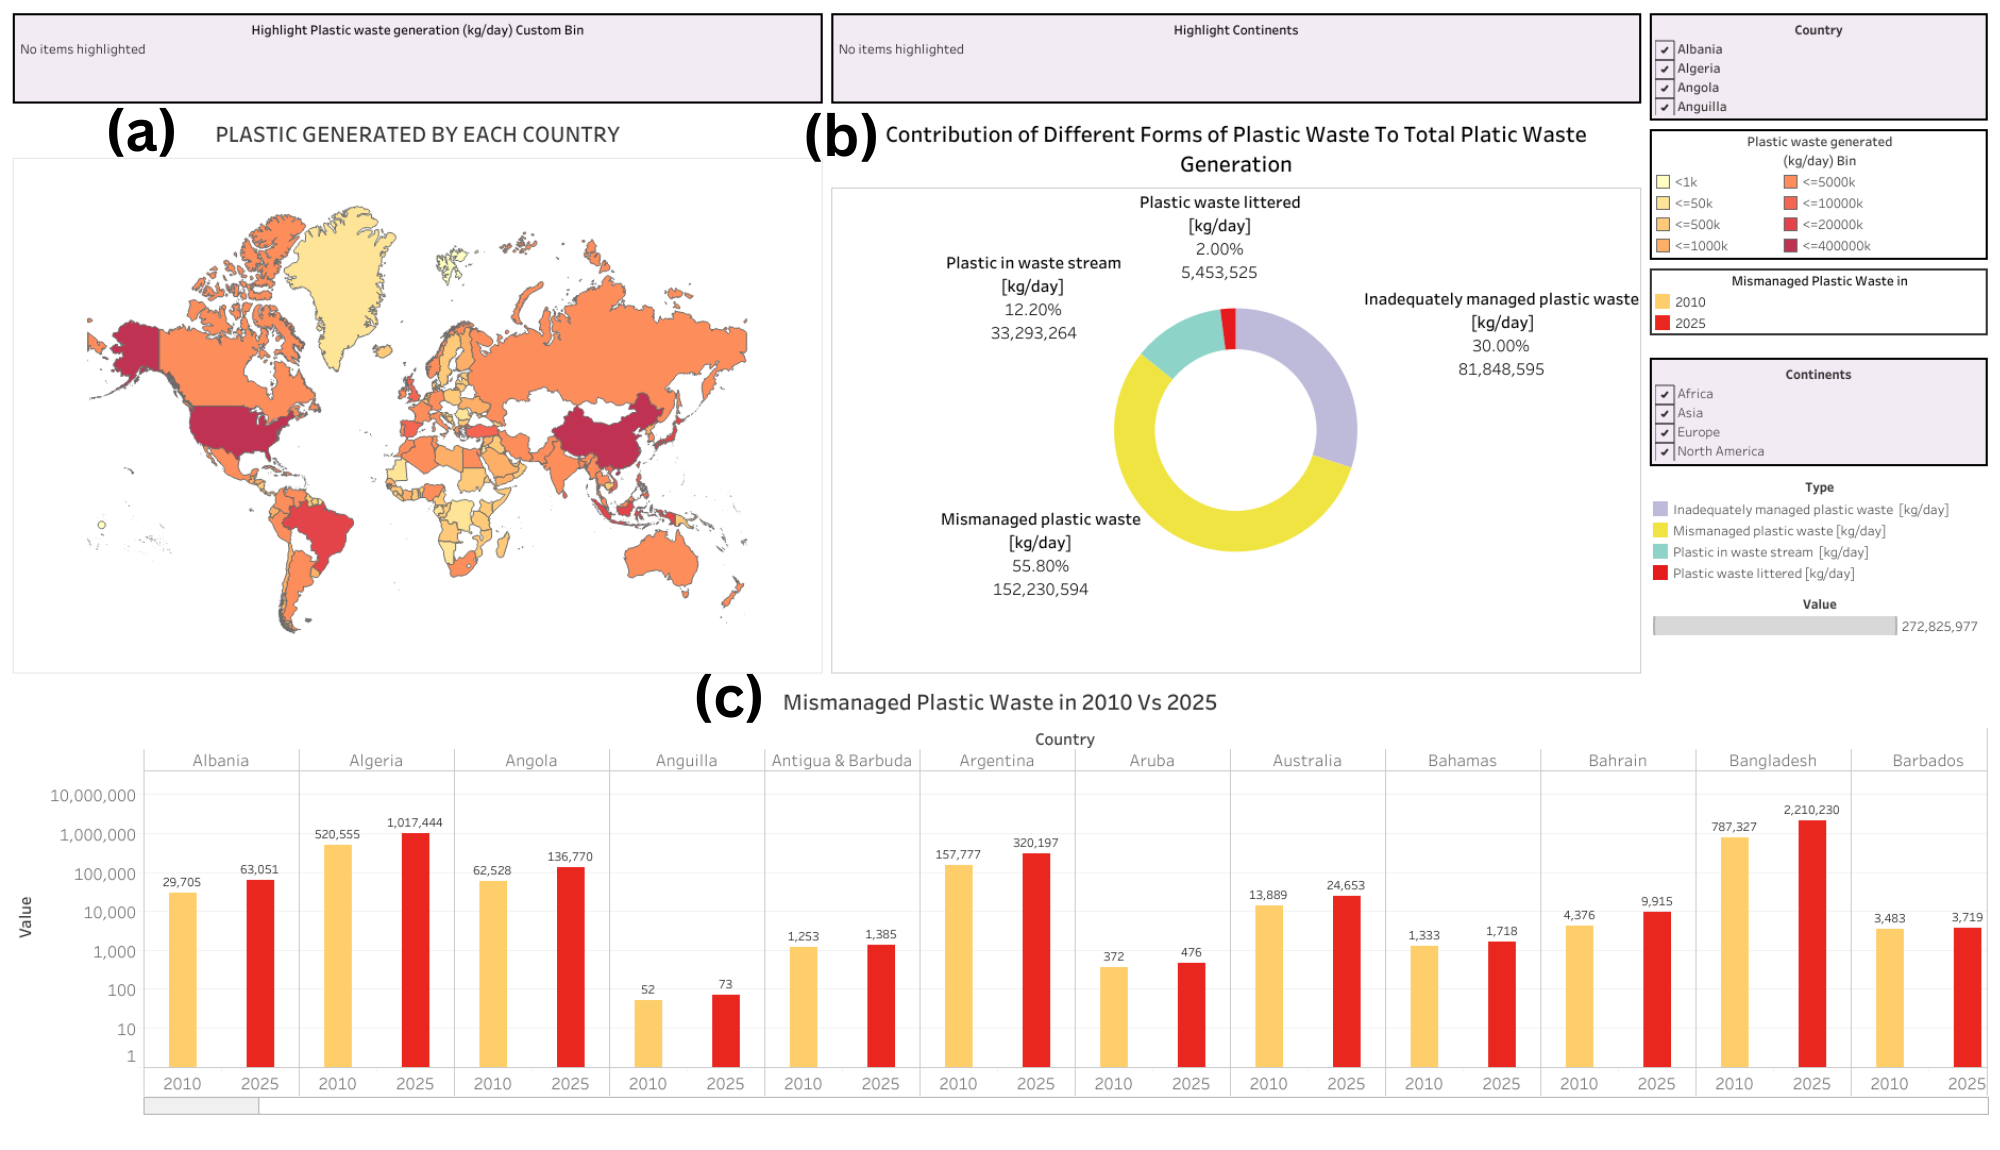 Highlight Plastic waste generation (kg/day) Custom Bin
No items highlighted
Highlight Continents
No items highlighted
Country
Albania
Algeria
Angola
Anguilla
(a) PLASTIC GENERATED BY EACH COUNTRY
(b) Contribution of Different Forms of Plastic Waste To Total Platic Waste
Generation
Plastic waste littered
[kg/day]
2.00%
5,453,525
Plastic in waste stream
[kg/day]
12.20%
33,293,264
Inadequately managed plastic waste
[kg/day]
30.00%
81,848,595
Mismanaged plastic waste
[kg/day]
55.80%
152,230,594
Plastic waste generated
(kg/day) Bin
<1k
<=50k
<=500k
<=1000k
<=5000k
<=10000k
<=20000k
<=400000k
Mismanaged Plastic Waste in
2010
2025
Continents
Africa
Asia
Europe
North America
Type
Inadequately managed plastic waste [kg/day]
Mismanaged plastic waste [kg/day]
Plastic in waste stream [kg/day]
Plastic waste littered [kg/day]
Value
272,825,977
(c) Mismanaged Plastic Waste in 2010 Vs 2025
Country
Albania Algeria Angola Anguilla Antigua & Barbuda Argentina Aruba Australia Bahamas Bahrain Bangladesh Barbados
Value
10,000,000
1,000,000
100,000
10,000
1,000
100
10
1
29,705 63,051 520,555 1,017,444 62,528 136,770 52 73 1,253 1,385 157,777 320,197 372 476 13,889 24,653 1,333 1,718 4,376 9,915 787,327 2,210,230 3,483 3,719
2010 2025 2010 2025 2010 2025 2010 2025 2010 2025 2010 2025 2010 2025 2010 2025 2010 2025 2010 2025 2010 2025 2010 2025